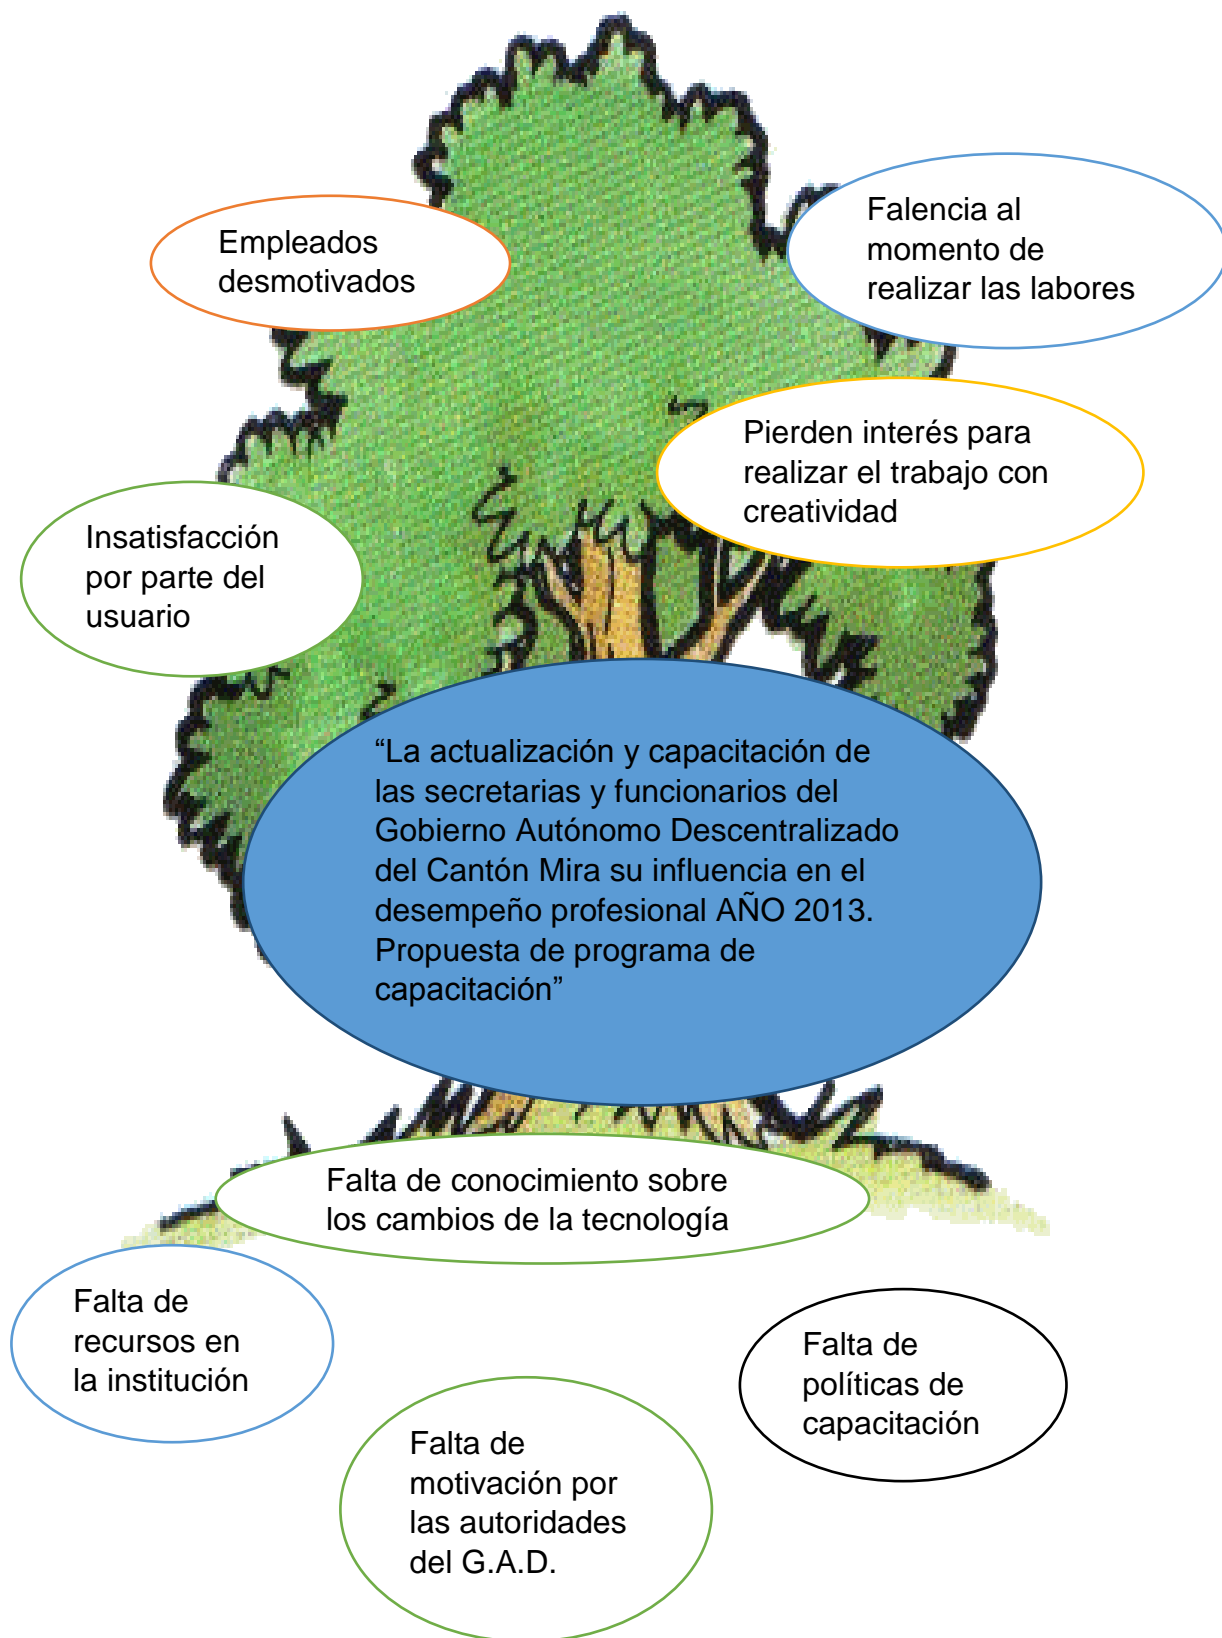 Empleados
desmotivados
Falencia al
momento de
realizar las labores
Pierden interés para
realizar el trabajo con
creatividad
Insatisfacción
por parte del
usuario
“La actualización y capacitación de
las secretarias y funcionarios del
Gobierno Autónomo Descentralizado
del Cantón Mira su influencia en el
desempeño profesional AÑO 2013.
Propuesta de programa de
capacitación”
Falta de conocimiento sobre
los cambios de la tecnología
Falta de
recursos en
la institución
Falta de
políticas de
capacitación
Falta de
motivación por
las autoridades
del G.A.D.